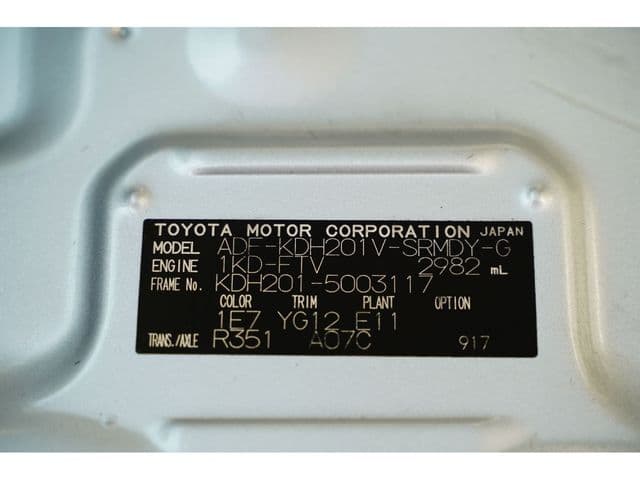 TOYOTA MOTOR CORPORATION JAPAN
MODEL ADF-KDH201V-SRMDY-G
ENGINE 1KD-FTV 2982 mL
FRAME No. KDH201-5003117
COLOR TRIM PLANT OPTION
1E7 YG12 E11
TRANS./AXLE R351 A07C 917